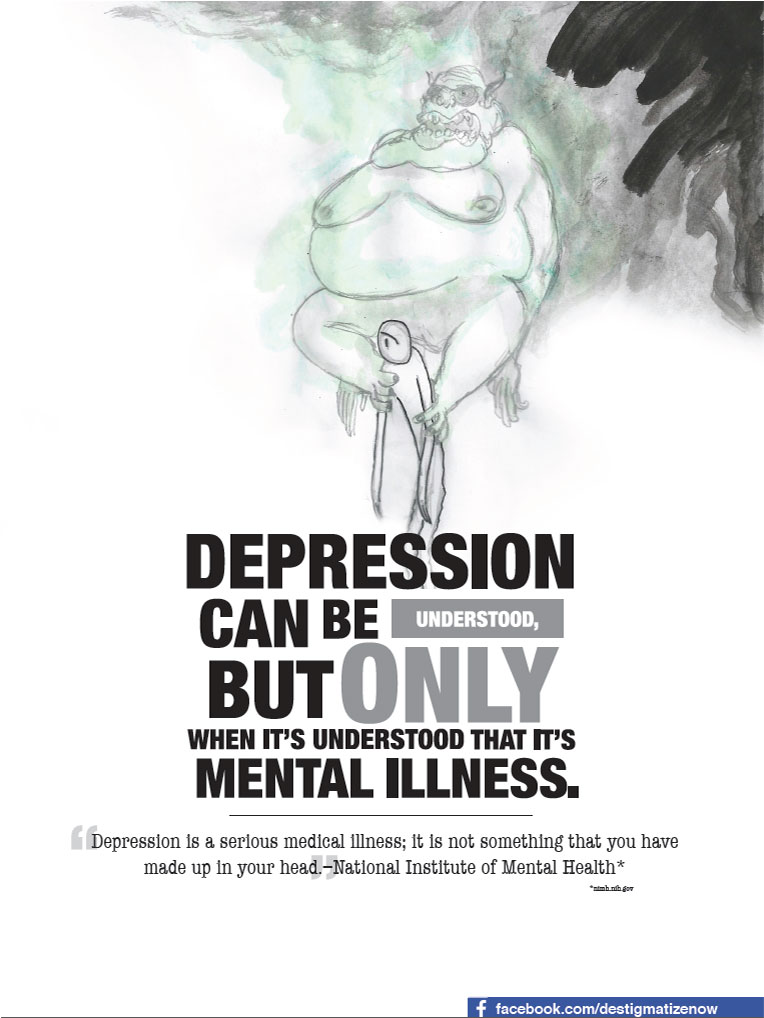 DEPRESSION
CAN BE UNDERSTOOD,
BUT ONLY
WHEN IT'S UNDERSTOOD THAT IT'S
MENTAL ILLNESS.
“Depression is a serious medical illness; it is not something that you have
made up in your head.”–National Institute of Mental Health*
*nimh.nih.gov
f facebook.com/destigmatizenow